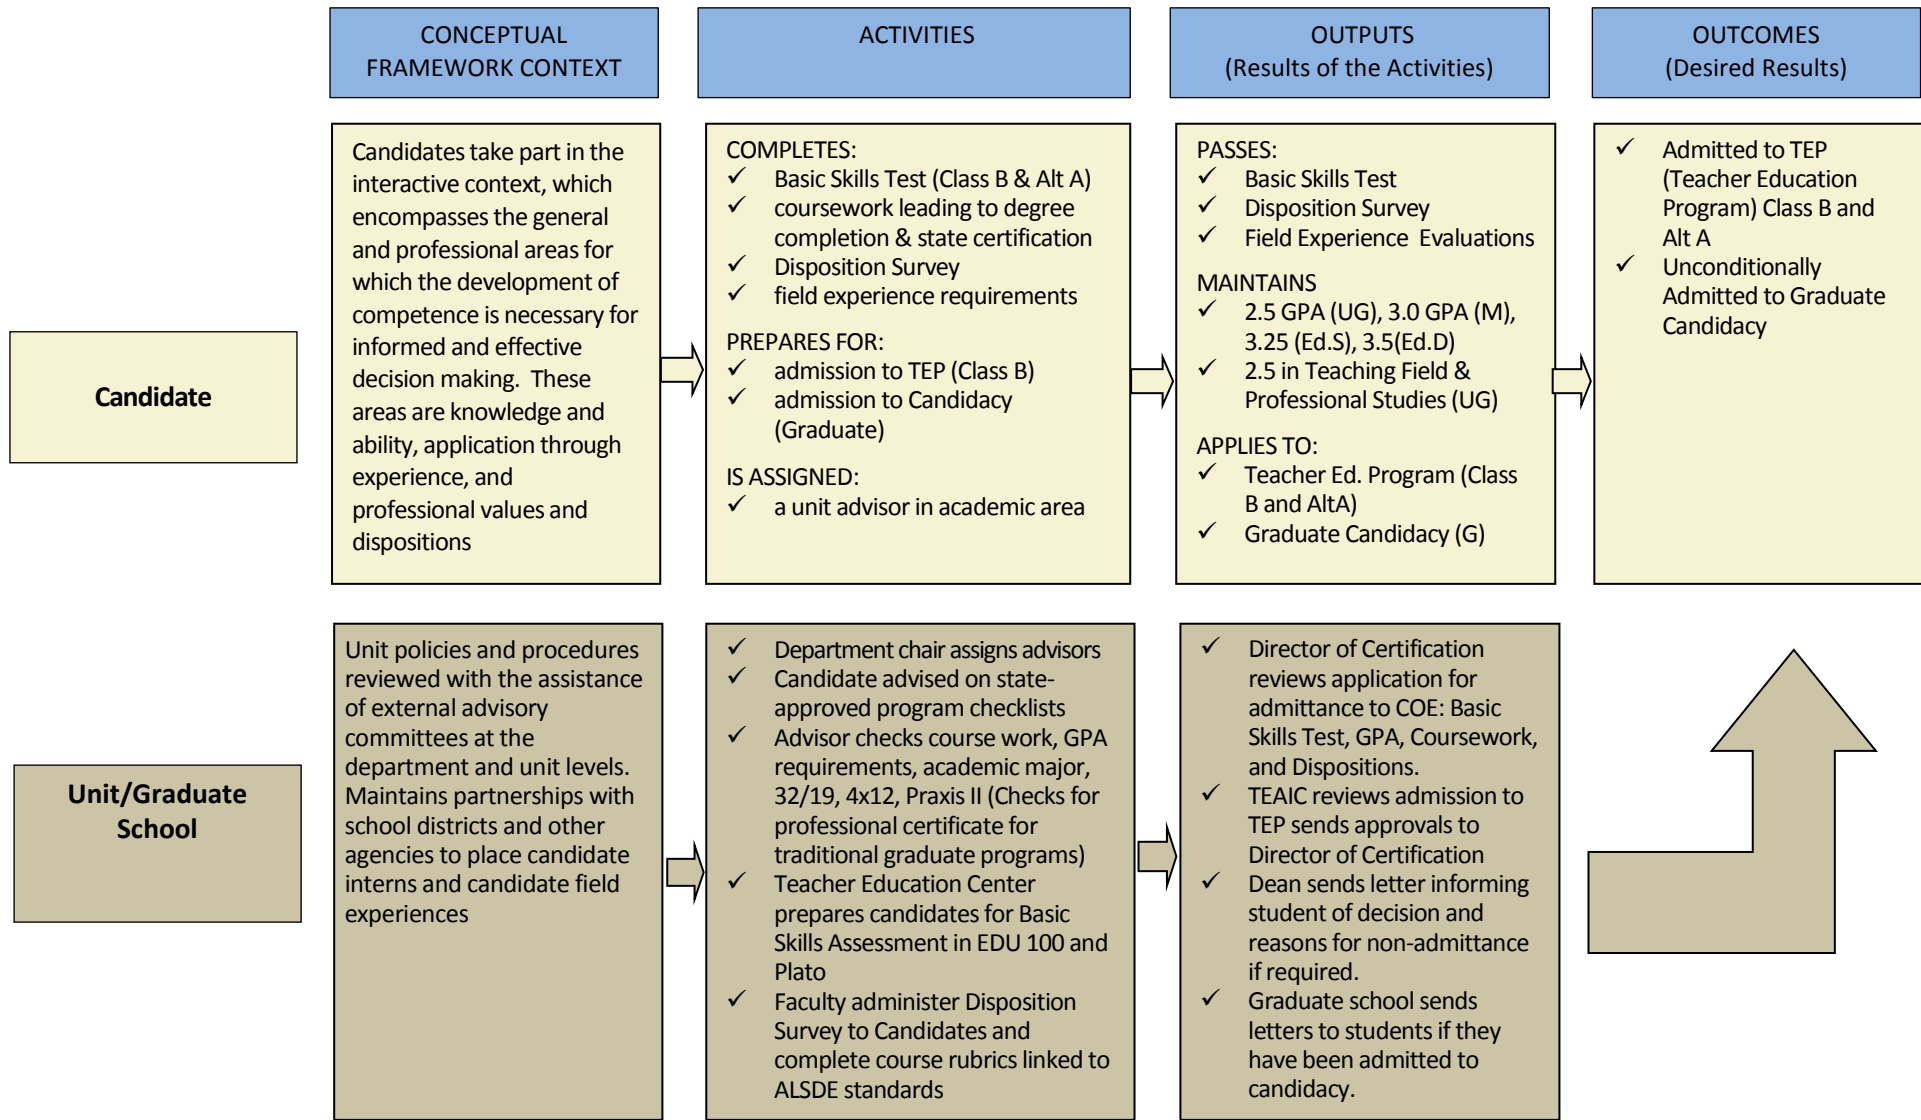 CONCEPTUAL
FRAMEWORK CONTEXT
ACTIVITIES
OUTPUTS
(Results of the Activities)
OUTCOMES
(Desired Results)
Candidate
Candidates take part in the
interactive context, which
encompasses the general
and professional areas for
which the development of
competence is necessary for
informed and effective
decision making.  These
areas are knowledge and
ability, application through
experience, and
professional values and
dispositions
COMPLETES:
✓ Basic Skills Test (Class B & Alt A)
✓ coursework leading to degree
completion & state certification
✓ Disposition Survey
✓ field experience requirements
PREPARES FOR:
✓ admission to TEP (Class B)
✓ admission to Candidacy
(Graduate)
IS ASSIGNED:
✓ a unit advisor in academic area
PASSES:
✓ Basic Skills Test
✓ Disposition Survey
✓ Field Experience  Evaluations
MAINTAINS
✓ 2.5 GPA (UG), 3.0 GPA (M),
3.25 (Ed.S), 3.5(Ed.D)
✓ 2.5 in Teaching Field &
Professional Studies (UG)
APPLIES TO:
✓ Teacher Ed. Program (Class
B and AltA)
✓ Graduate Candidacy (G)
✓ Admitted to TEP
(Teacher Education
Program) Class B and
Alt A
✓ Unconditionally
Admitted to Graduate
Candidacy
Unit/Graduate
School
Unit policies and procedures
reviewed with the assistance
of external advisory
committees at the
department and unit levels.
Maintains partnerships with
school districts and other
agencies to place candidate
interns and candidate field
experiences
✓ Department chair assigns advisors
✓ Candidate advised on state-
approved program checklists
✓ Advisor checks course work, GPA
requirements, academic major,
32/19, 4x12, Praxis II (Checks for
professional certificate for
traditional graduate programs)
✓ Teacher Education Center
prepares candidates for Basic
Skills Assessment in EDU 100 and
Plato
✓ Faculty administer Disposition
Survey to Candidates and
complete course rubrics linked to
ALSDE standards
✓ Director of Certification
reviews application for
admittance to COE: Basic
Skills Test, GPA, Coursework,
and Dispositions.
✓ TEAIC reviews admission to
TEP sends approvals to
Director of Certification
✓ Dean sends letter informing
student of decision and
reasons for non-admittance
if required.
✓ Graduate school sends
letters to students if they
have been admitted to
candidacy.